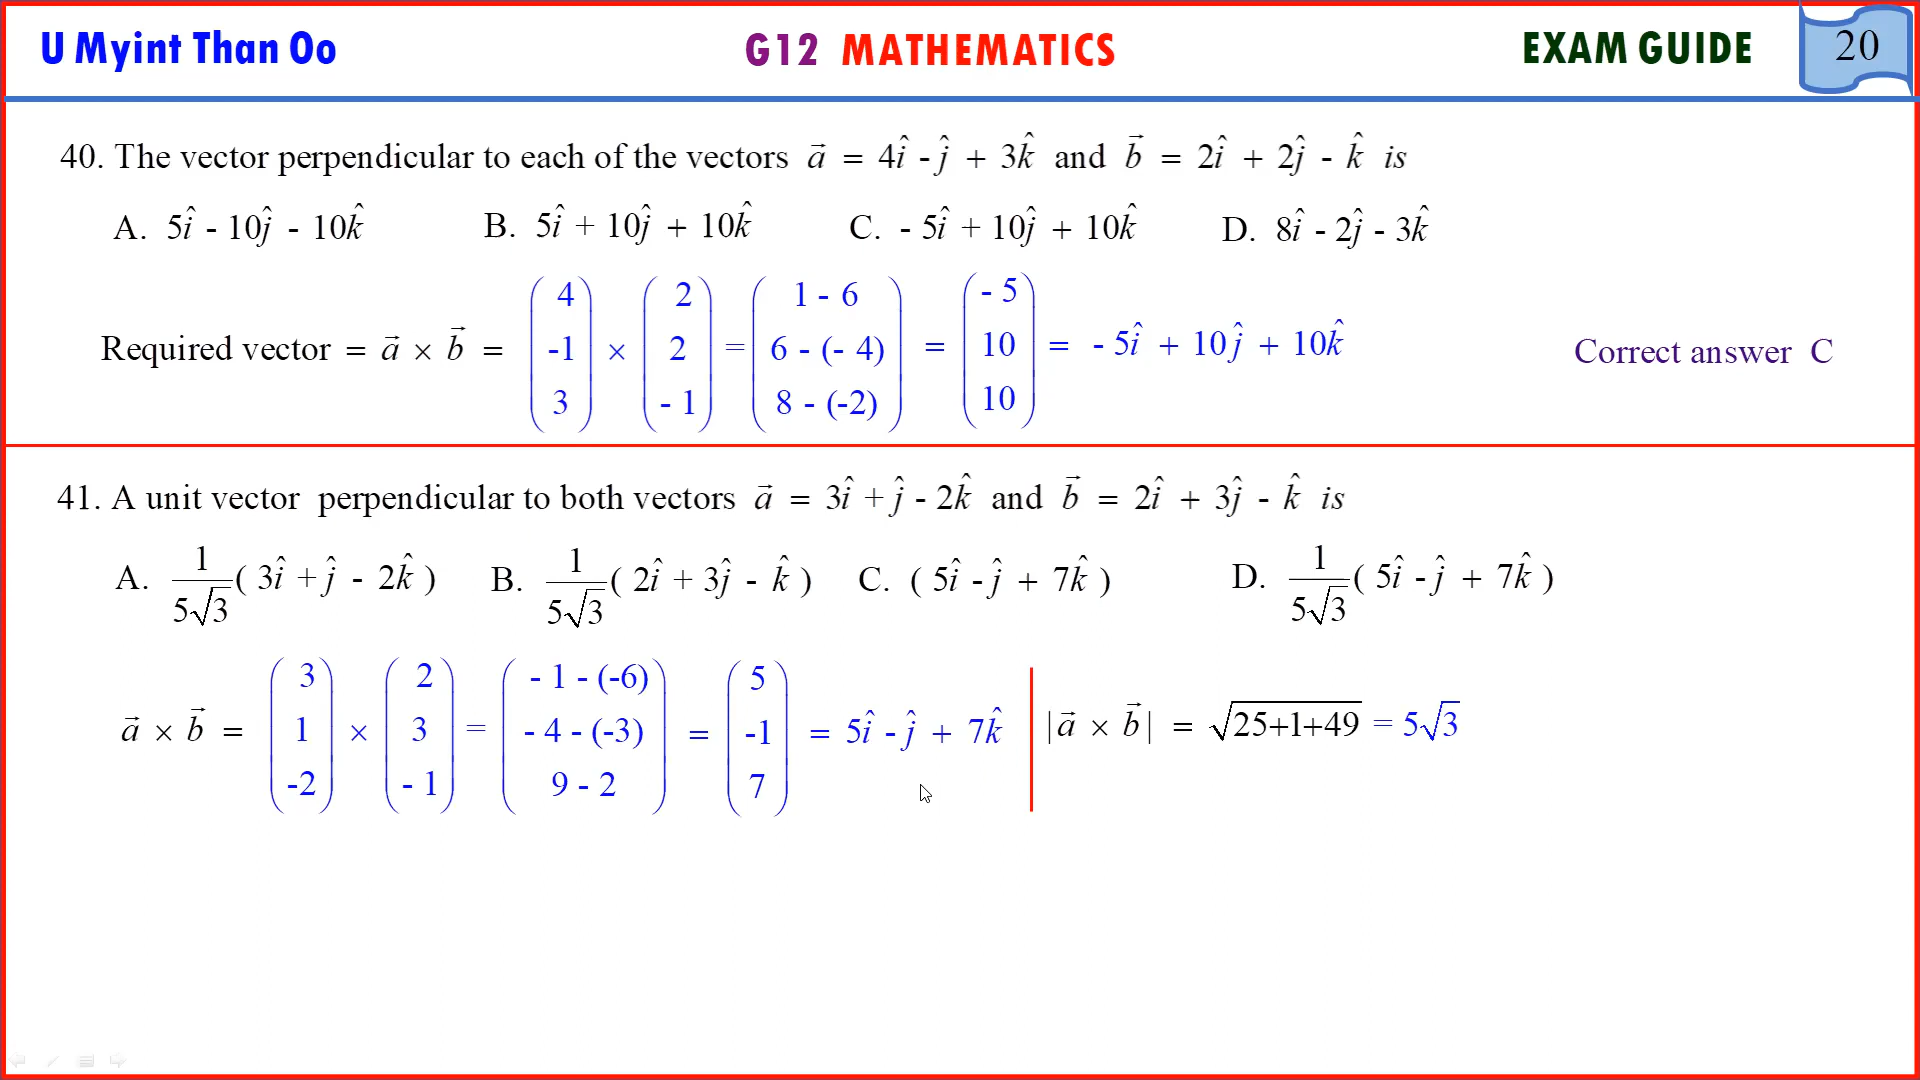 U Myint Than Oo G12 MATHEMATICS EXAM GUIDE 20
40. The vector perpendicular to each of the vectors a⃗ = 4î - ĵ + 3k̂ and b⃗ = 2î + 2ĵ - k̂ is
A. 5î - 10ĵ - 10k̂ B. 5î + 10ĵ + 10k̂ C. - 5î + 10ĵ + 10k̂ D. 8î - 2ĵ - 3k̂
Required vector = a⃗ × b⃗ = (4 -1 3) × (2 2 - 1) = (1 - 6 6 - (- 4) 8 - (-2)) = (- 5 10 10) = - 5î + 10ĵ + 10k̂ Correct answer C
41. A unit vector perpendicular to both vectors a⃗ = 3î + ĵ - 2k̂ and b⃗ = 2î + 3ĵ - k̂ is
A. 1/5√3 ( 3î + ĵ - 2k̂ ) B. 1/5√3 ( 2î + 3ĵ - k̂ ) C. ( 5î - ĵ + 7k̂ ) D. 1/5√3 ( 5î - ĵ + 7k̂ )
a⃗ × b⃗ = (3 1 -2) × (2 3 - 1) = (- 1 - (-6) - 4 - (-3) 9 - 2) = (5 -1 7) = 5î - ĵ + 7k̂ |a⃗ × b⃗| = √25+1+49 = 5√3